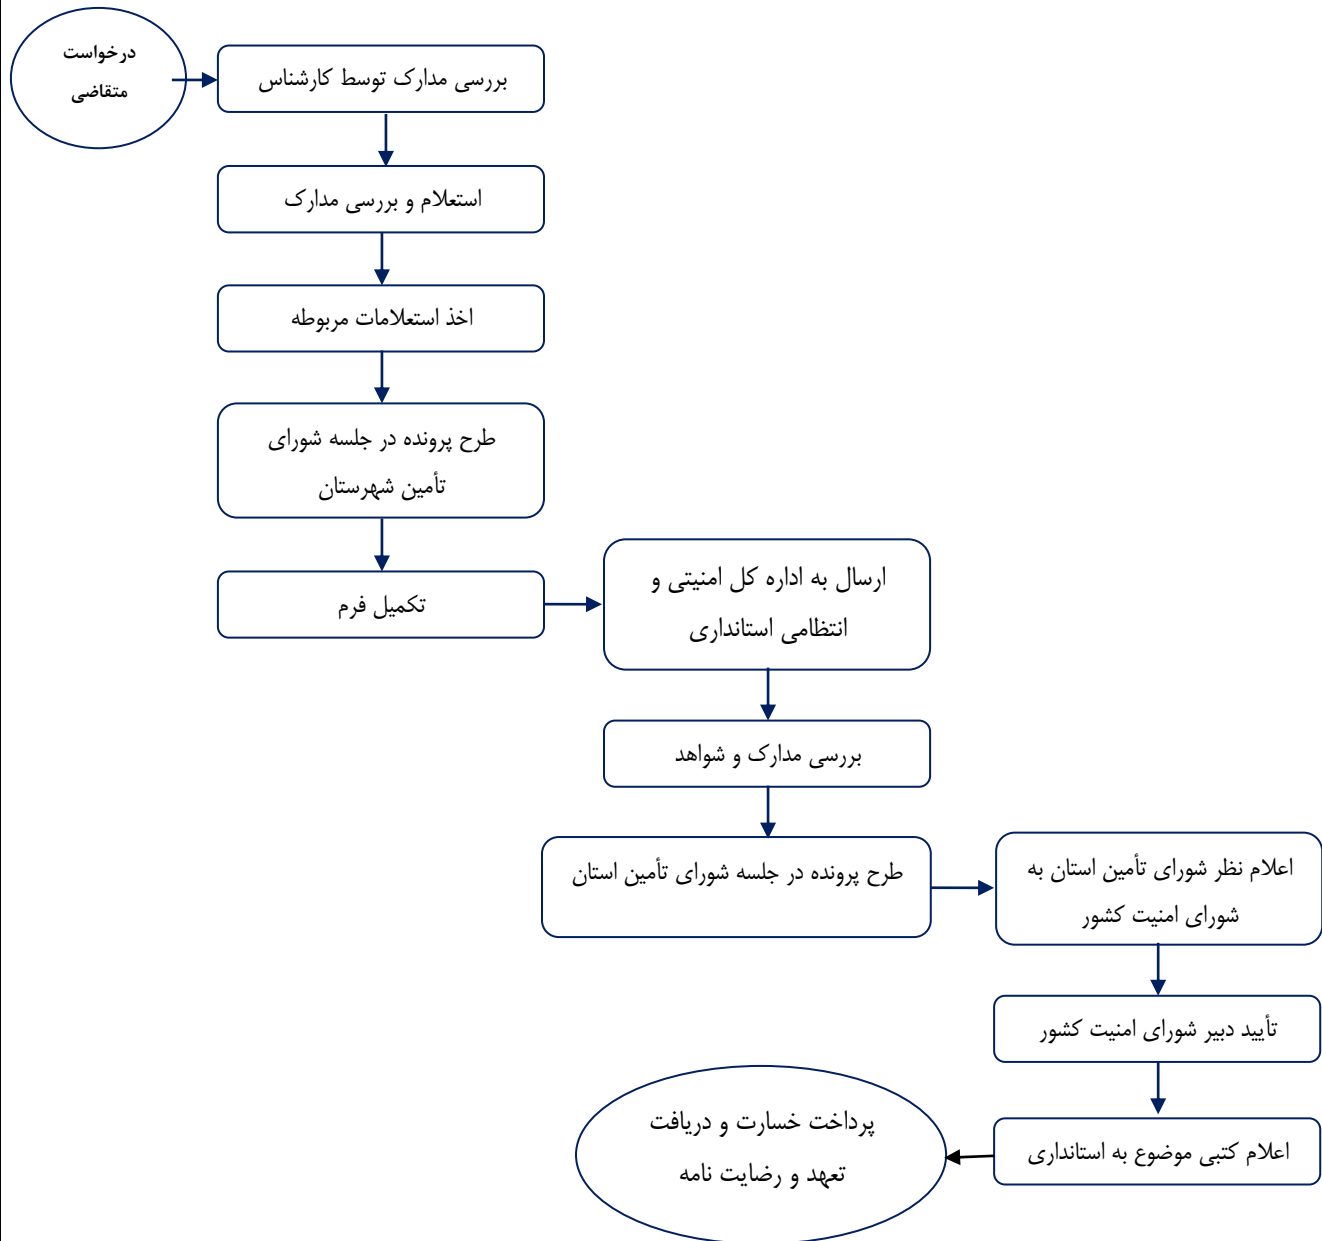 درخواست
متقاضی
بررسی مدارک توسط کارشناس
استعلام و بررسی مدارک
اخذ استعلامات مربوطه
طرح پرونده در جلسه شورای
تأمین شهرستان
تکمیل فرم
ارسال به اداره کل امنیتی و
انتظامی استانداری
بررسی مدارک و شواهد
طرح پرونده در جلسه شورای تأمین استان
اعلام نظر شورای تأمین استان به
شورای امنیت کشور
تأیید دبیر شورای امنیت کشور
اعلام کتبی موضوع به استانداری
پرداخت خسارت و دریافت
تعهد و رضایت نامه